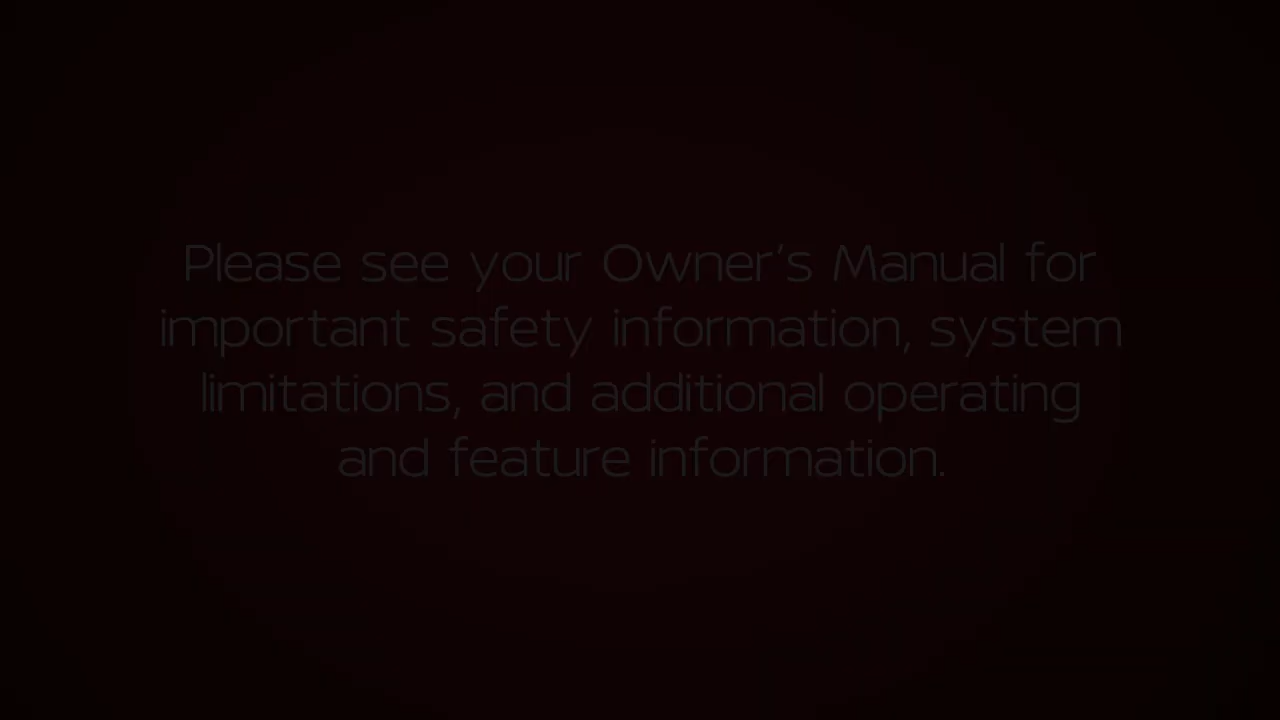 Please see your Owner’s Manual for
important safety information, system
limitations, and additional operating
and feature information.